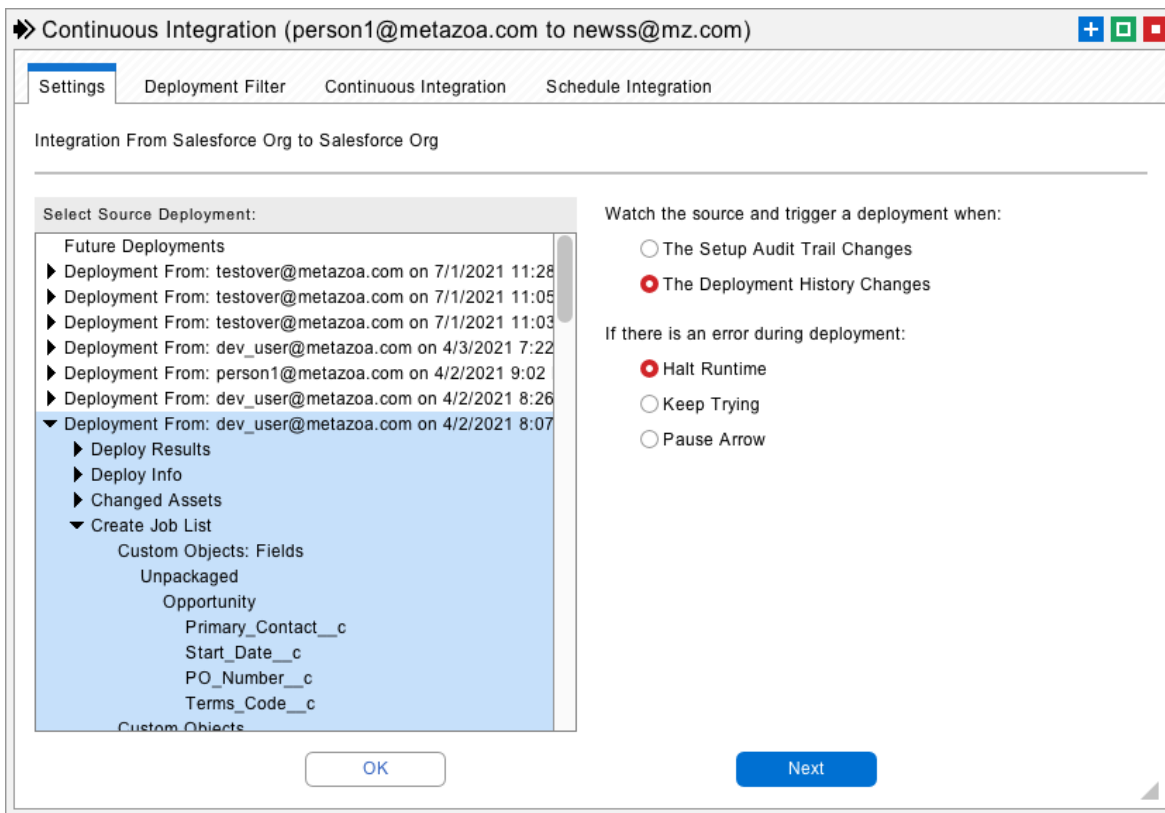 Continuous Integration (person1@metazoa.com to newss@mz.com)
Settings Deployment Filter Continuous Integration Schedule Integration
Integration From Salesforce Org to Salesforce Org
Select Source Deployment:
Future Deployments
Deployment From: testover@metazoa.com on 7/1/2021 11:28
Deployment From: testover@metazoa.com on 7/1/2021 11:05
Deployment From: testover@metazoa.com on 7/1/2021 11:03
Deployment From: dev_user@metazoa.com on 4/3/2021 7:22
Deployment From: person1@metazoa.com on 4/2/2021 9:02
Deployment From: dev_user@metazoa.com on 4/2/2021 8:26
Deployment From: dev_user@metazoa.com on 4/2/2021 8:07
Deploy Results
Deploy Info
Changed Assets
Create Job List
Custom Objects: Fields
Unpackaged
Opportunity
Primary_Contact__c
Start_Date__c
PO_Number__c
Terms_Code__c
Custom Objects
Watch the source and trigger a deployment when:
The Setup Audit Trail Changes
The Deployment History Changes
If there is an error during deployment:
Halt Runtime
Keep Trying
Pause Arrow
OK
Next